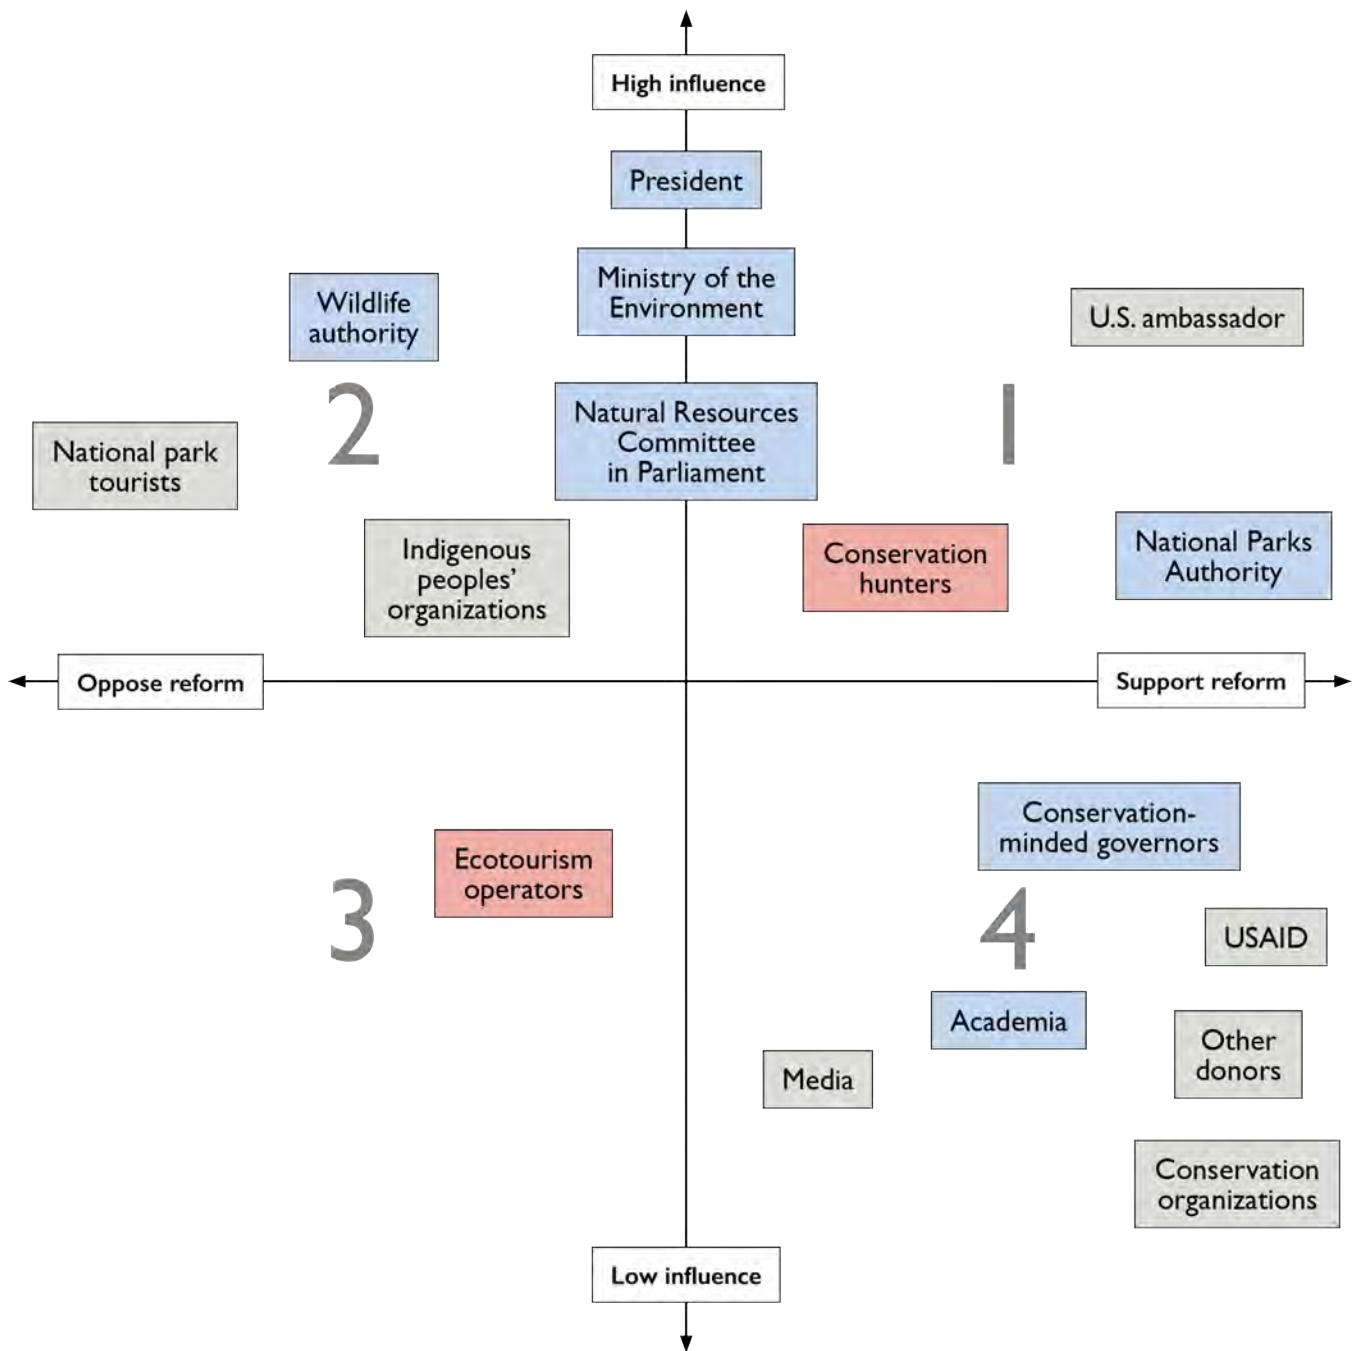 High influence
President
Ministry of the
Environment
Wildlife
authority
U.S. ambassador
2
1
Natural Resources
Committee
in Parliament
National park
tourists
Indigenous
peoples’
organizations
Conservation
hunters
National Parks
Authority
Oppose reform
Support reform
Conservation-
minded governors
Ecotourism
operators
3
4
USAID
Academia
Other
donors
Media
Conservation
organizations
Low influence